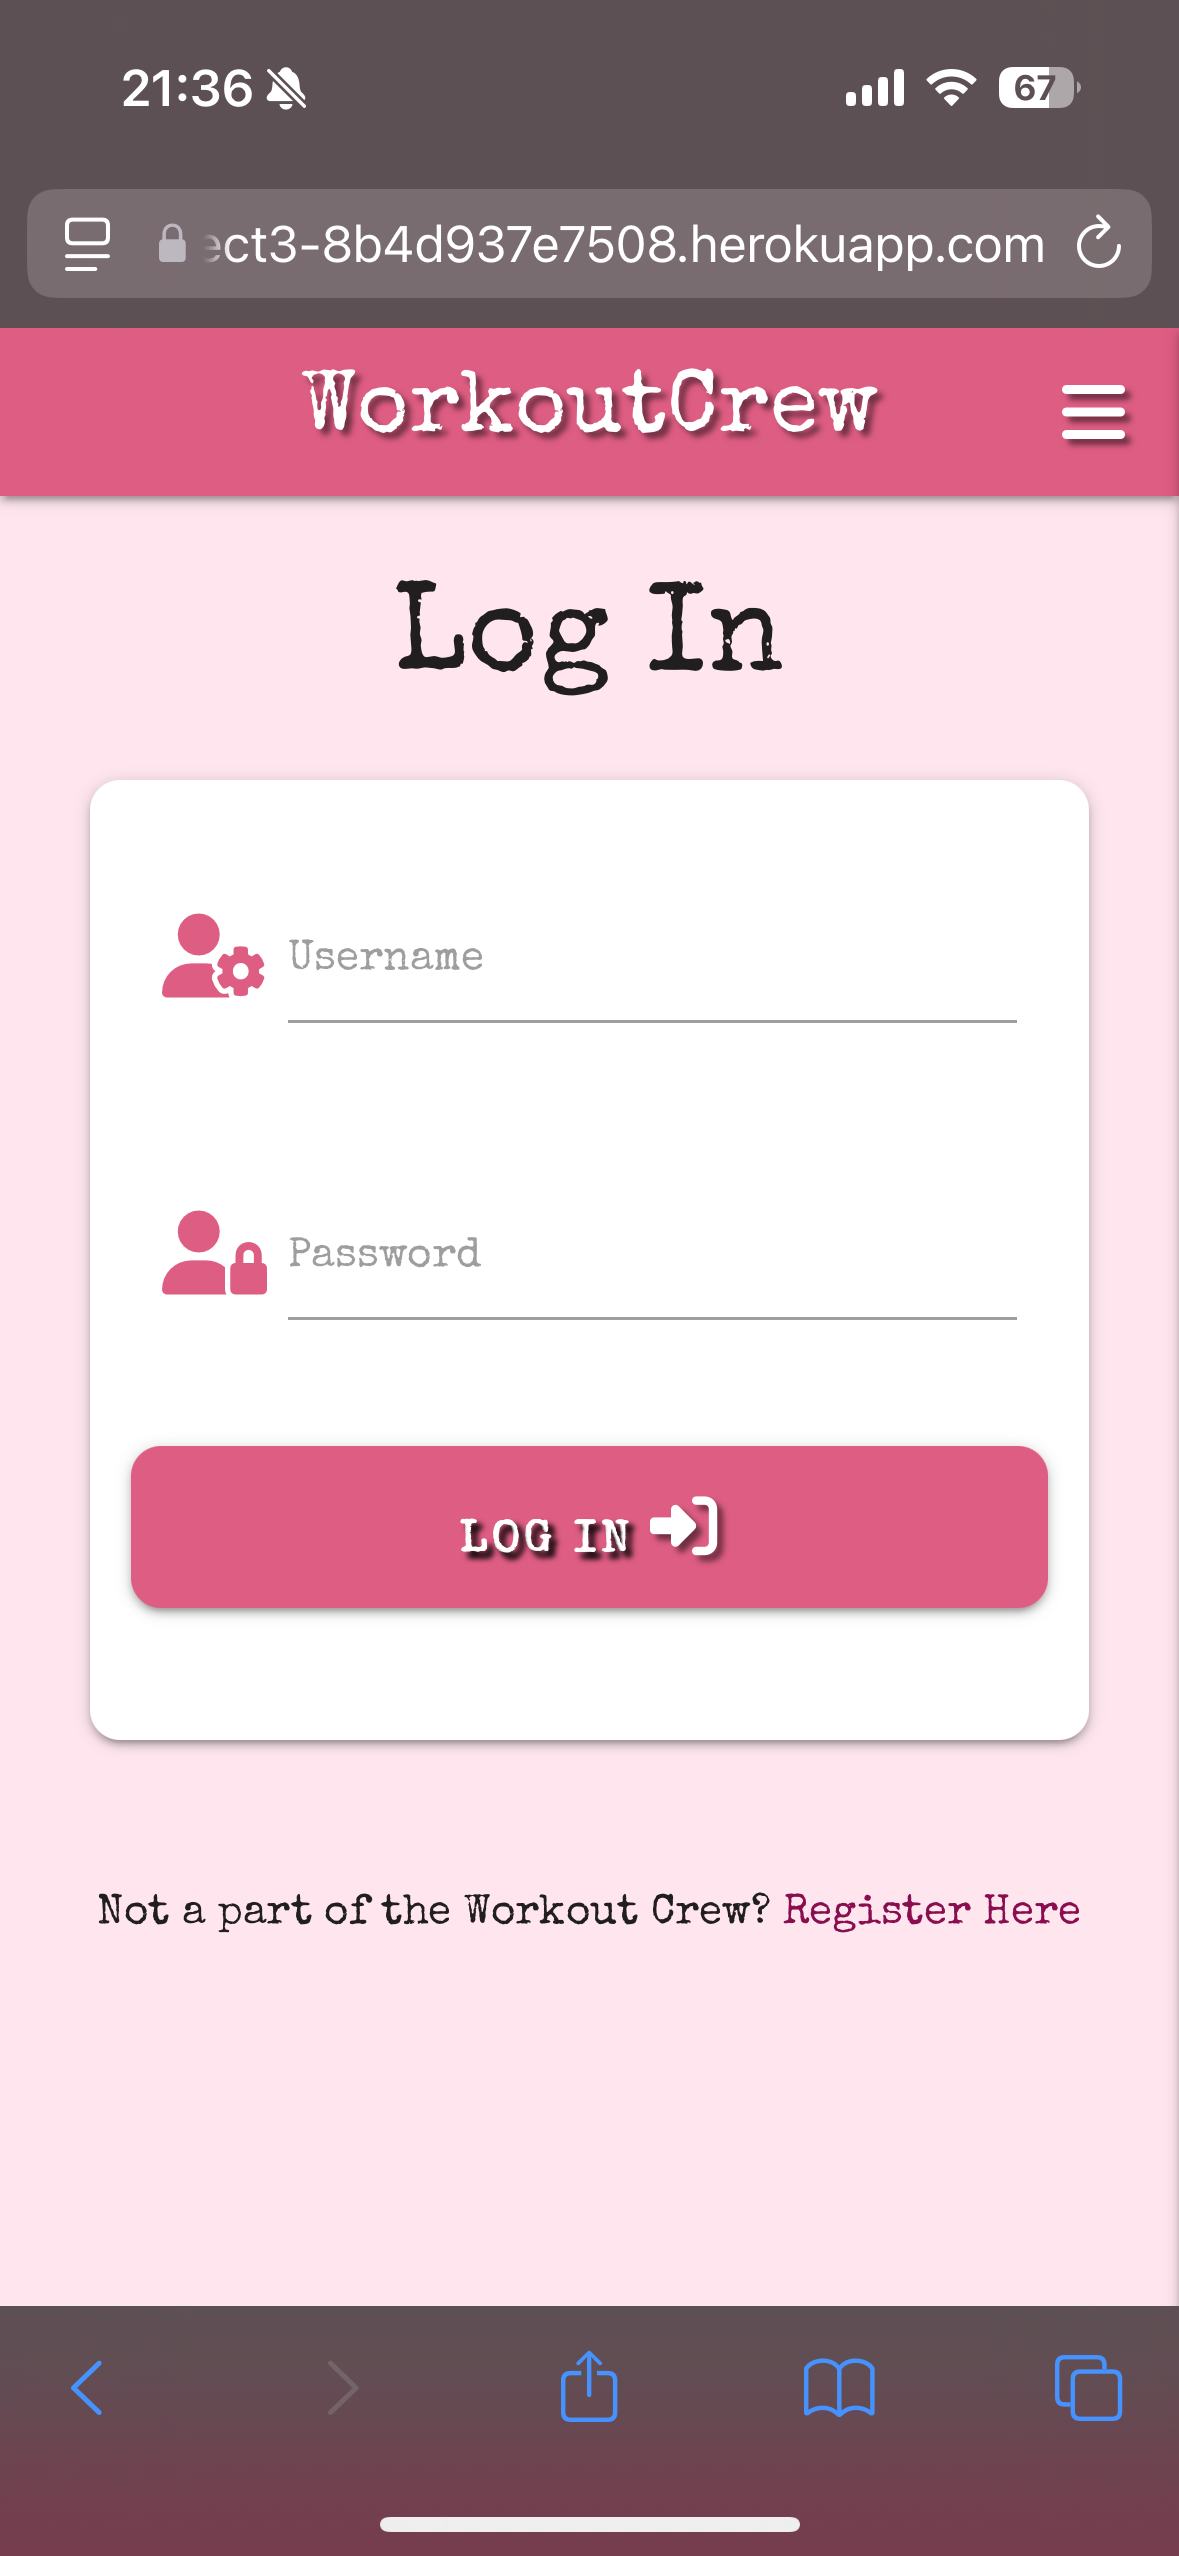 21:36
67
ect3-8b4d937e7508.herokuapp.com
WorkoutCrew
Log In
Username
Password
LOG IN
Not a part of the Workout Crew? Register Here